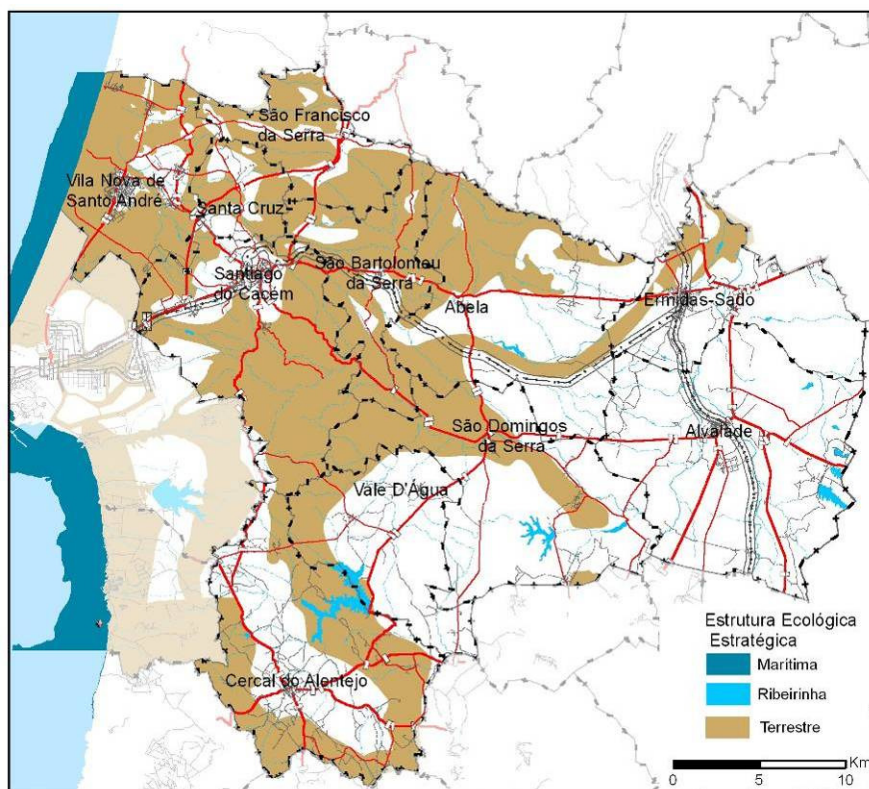 São Francisco
da Serra
Vila Nova de
Santo André
Santa Cruz
São Bartolomeu
da Serra
Santiago
do Cacém
Abela
Ermidas-Sado
São Domingos
da Serra
Alvalade
Vale D'Água
Cercal do Alentejo
Estrutura Ecológica
Estratégica
Maritima
Ribeirinha
Terrestre
Km
0 5 10